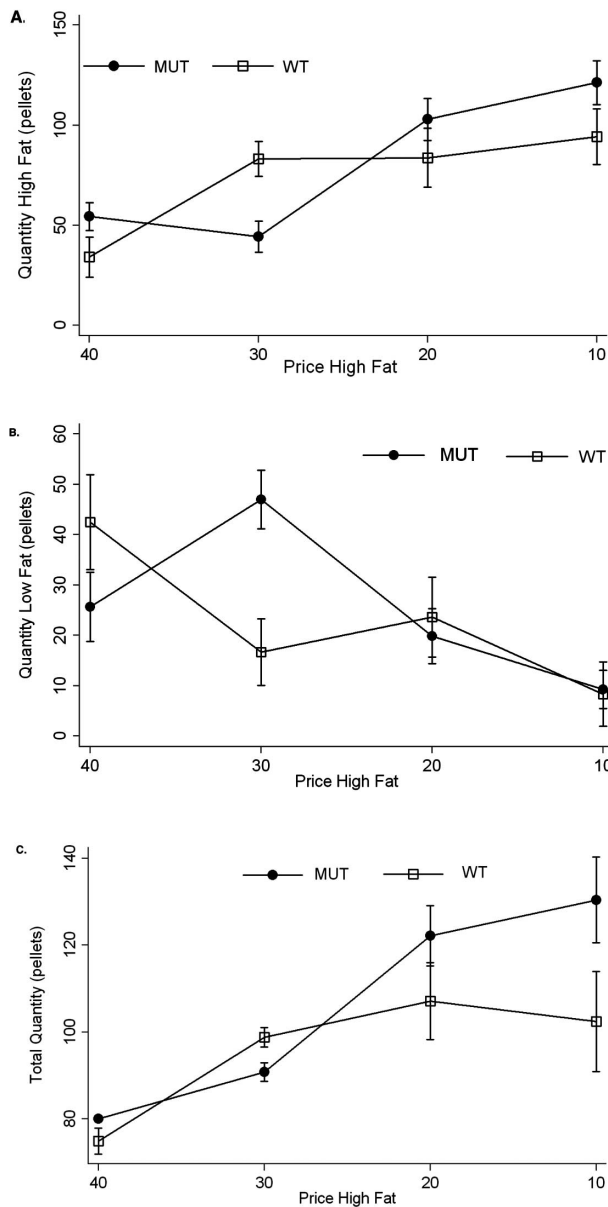 A.
MUT WT
Quantity High Fat (pellets)
150
100
50
0
40 30 20 10
Price High Fat
B.
MUT WT
Quantity Low Fat (pellets)
60
50
40
30
20
10
0
40 30 20 10
Price High Fat
C.
MUT WT
Total Quantity (pellets)
140
120
100
80
40 30 20 10
Price High Fat